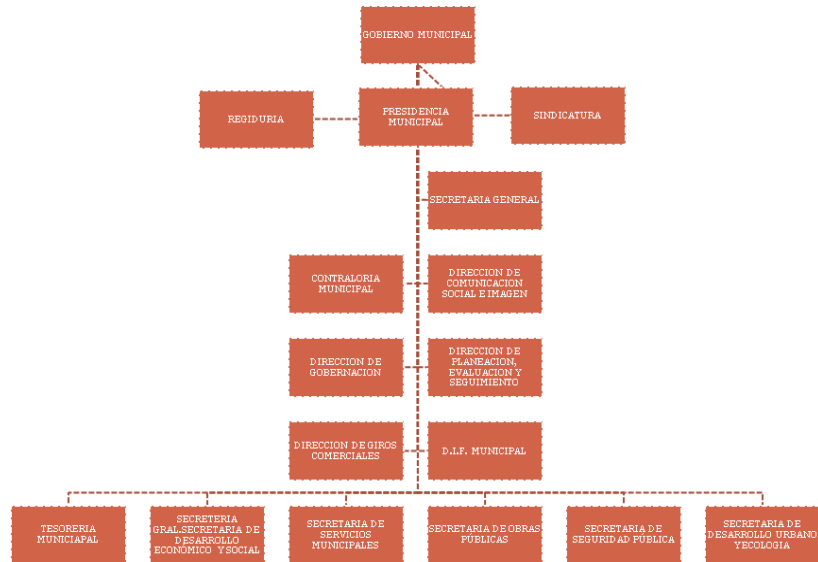 GOBIERNO MUNICIPAL
REGIDURIA
PRESIDENCIA
MUNICIPAL
SINDICATURA
SECRETARIA GENERAL
CONTRALORIA
MUNICIPAL
DIRECCION DE
COMUNICACION
SOCIAL E IMAGEN
DIRECCION DE
GOBERNACION
DIRECCION DE
PLANEACION,
EVALUACION Y
SEGUIMIENTO
DIRECCION DE GIROS
COMERCIALES
D.I.F. MUNICIPAL
TESORERIA
MUNICIAPAL
SECRETERIA
GRAL.SECRETARIA DE
DESARROLLO
ECONÓMICO Y SOCIAL
SECRETARIA DE
SERVICIOS
MUNICIPALES
SECRETARIA DE OBRAS
PÚBLICAS
SECRETARIA DE
SEGURIDAD PÚBLICA
SECRETARIA DE
DESARROLLO URBANO
Y ECOLOGIA